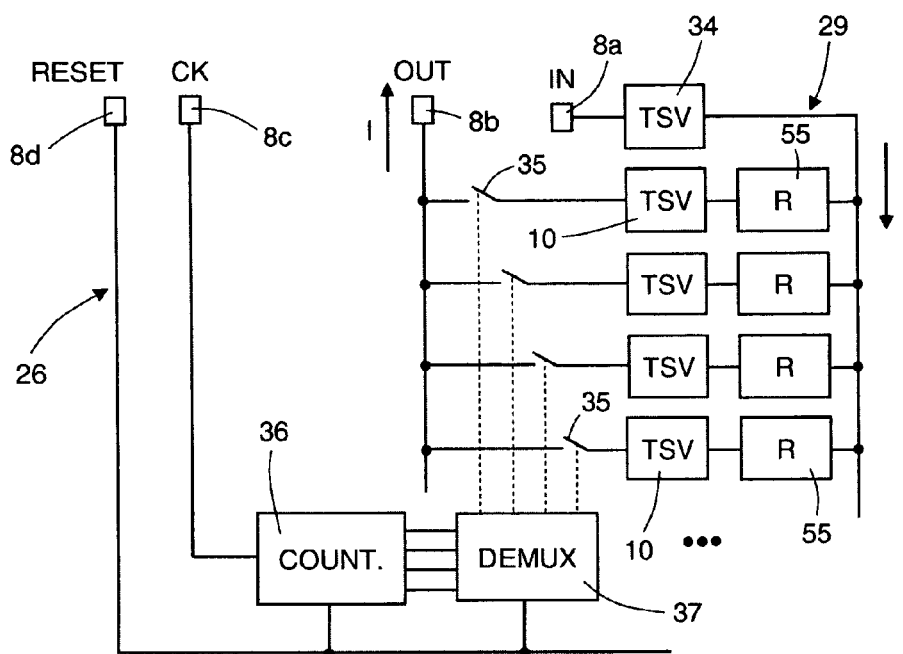 RESET CK OUT IN 8a 34 29
8d 8c I 8b TSV 55
35 TSV R
10
TSV R
26
TSV R
36 35
TSV R
10 55
COUNT. DEMUX •••
37